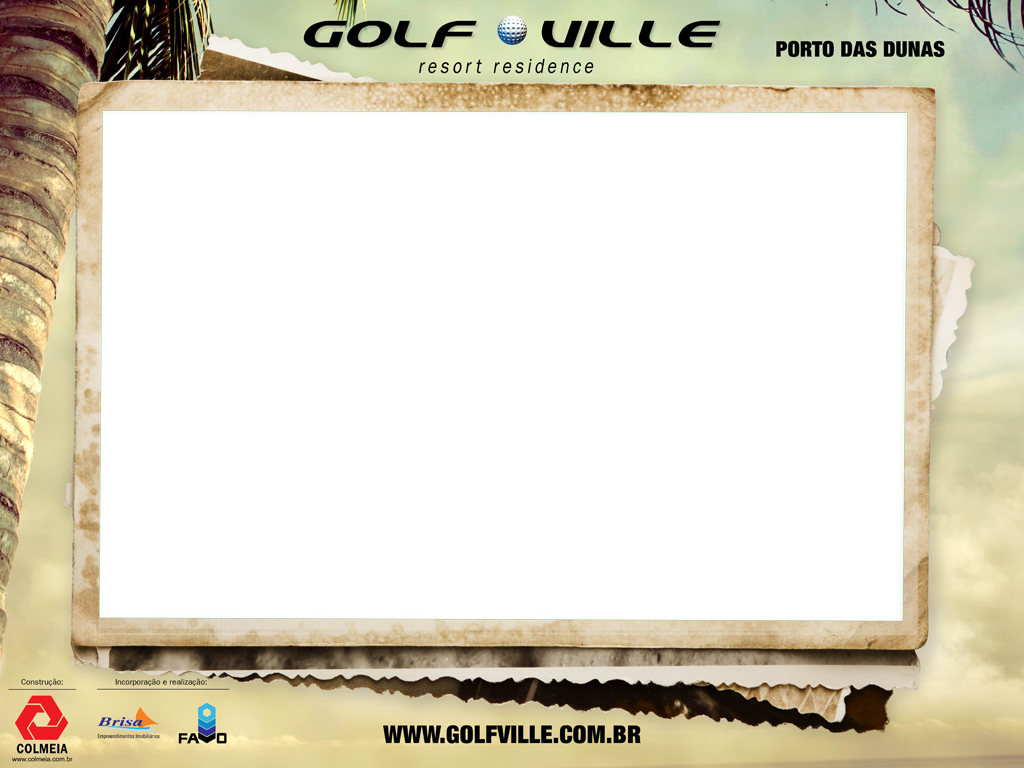 GOLF VILLE
resort residence
PORTO DAS DUNAS
Construção:
COLMEIA
www.colmeia.com.br
Incorporação e realização:
Brisa
Empreendimentos Imobiliários
FAVO
WWW.GOLFVILLE.COM.BR